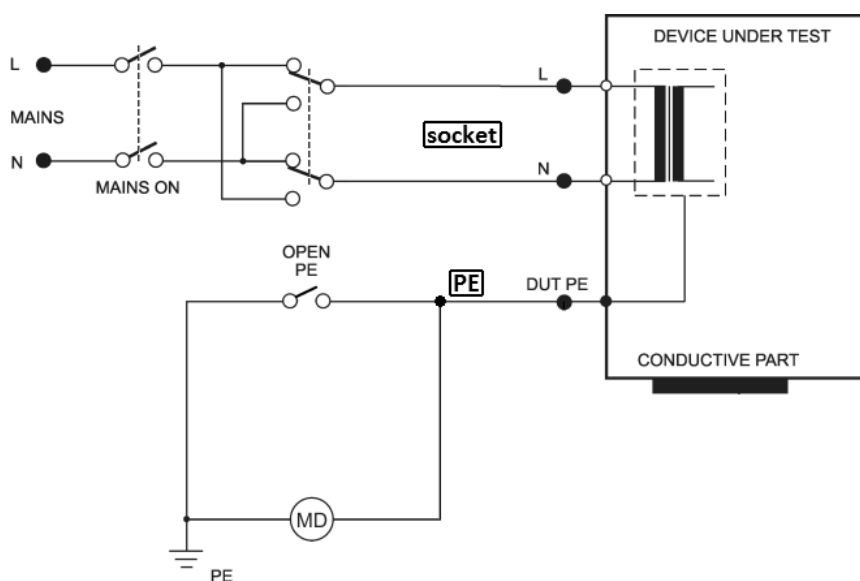 L
MAINS
N
MAINS ON
L
socket
N
DEVICE UNDER TEST
OPEN
PE
PE
DUT PE
CONDUCTIVE PART
MD
PE